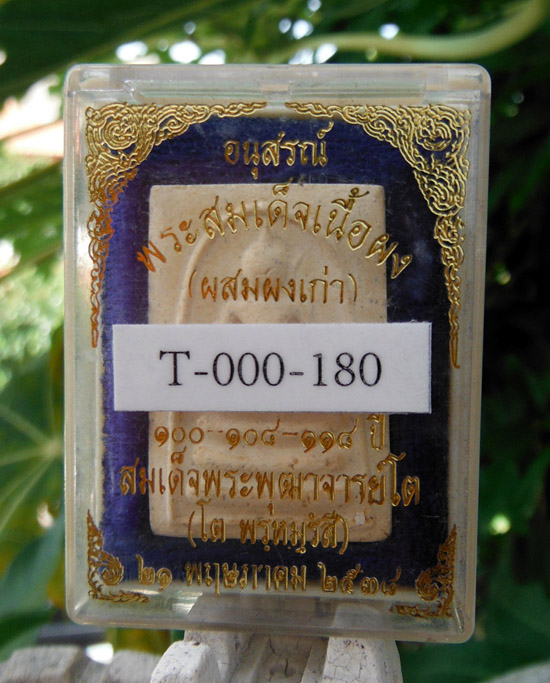 อนุสรณ์
พระสมเด็จเนื้อผง
(ผสมผงเก่า)
T-000-180
๑๐๐-๑๐๘-๑๑๘ ปี
สมเด็จพระพุฒาจารย์โต
(โต พฺรหฺมรํสี)
๒๑ พฤษภาคม ๒๕๓๘